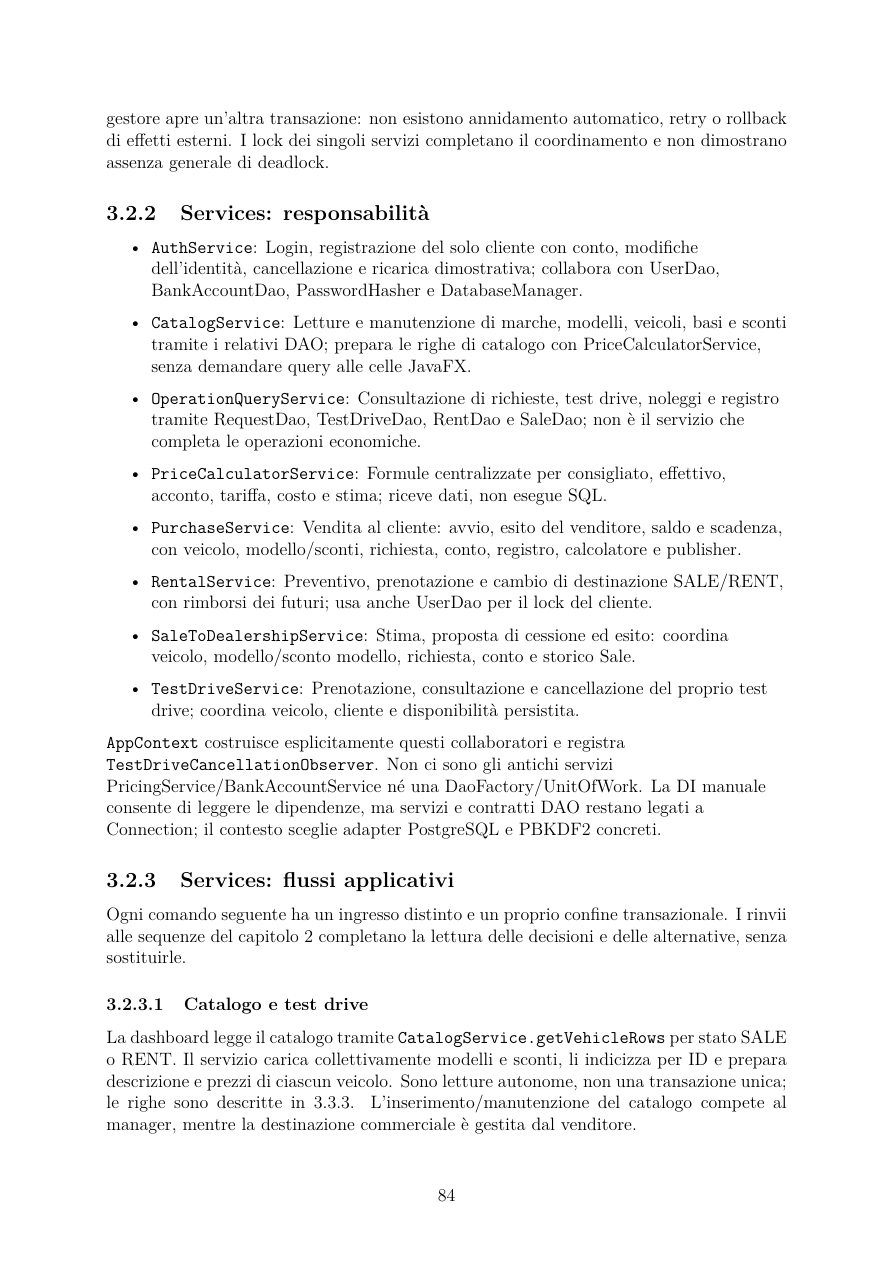 gestore apre un'altra transazione: non esistono annidamento automatico, retry o rollback
di effetti esterni. I lock dei singoli servizi completano il coordinamento e non dimostrano
assenza generale di deadlock.
3.2.2 Services: responsabilità
• AuthService: Login, registrazione del solo cliente con conto, modifiche
dell'identità, cancellazione e ricarica dimostrativa; collabora con UserDao,
BankAccountDao, PasswordHasher e DatabaseManager.
• CatalogService: Letture e manutenzione di marche, modelli, veicoli, basi e sconti
tramite i relativi DAO; prepara le righe di catalogo con PriceCalculatorService,
senza demandare query alle celle JavaFX.
• OperationQueryService: Consultazione di richieste, test drive, noleggi e registro
tramite RequestDao, TestDriveDao, RentDao e SaleDao; non è il servizio che
completa le operazioni economiche.
• PriceCalculatorService: Formule centralizzate per consigliato, effettivo,
acconto, tariffa, costo e stima; riceve dati, non esegue SQL.
• PurchaseService: Vendita al cliente: avvio, esito del venditore, saldo e scadenza,
con veicolo, modello/sconti, richiesta, conto, registro, calcolatore e publisher.
• RentalService: Preventivo, prenotazione e cambio di destinazione SALE/RENT,
con rimborsi dei futuri; usa anche UserDao per il lock del cliente.
• SaleToDealershipService: Stima, proposta di cessione ed esito: coordina
veicolo, modello/sconto modello, richiesta, conto e storico Sale.
• TestDriveService: Prenotazione, consultazione e cancellazione del proprio test
drive; coordina veicolo, cliente e disponibilità persistita.
AppContext costruisce esplicitamente questi collaboratori e registra
TestDriveCancellationObserver. Non ci sono gli antichi servizi
PricingService/BankAccountService né una DaoFactory/UnitOfWork. La DI manuale
consente di leggere le dipendenze, ma servizi e contratti DAO restano legati a
Connection; il contesto sceglie adapter PostgreSQL e PBKDF2 concreti.
3.2.3 Services: flussi applicativi
Ogni comando seguente ha un ingresso distinto e un proprio confine transazionale. I rinvii
alle sequenze del capitolo 2 completano la lettura delle decisioni e delle alternative, senza
sostituirle.
3.2.3.1 Catalogo e test drive
La dashboard legge il catalogo tramite CatalogService.getVehicleRows per stato SALE
o RENT. Il servizio carica collettivamente modelli e sconti, li indicizza per ID e prepara
descrizione e prezzi di ciascun veicolo. Sono letture autonome, non una transazione unica;
le righe sono descritte in 3.3.3. L'inserimento/manutenzione del catalogo compete al
manager, mentre la destinazione commerciale è gestita dal venditore.
84